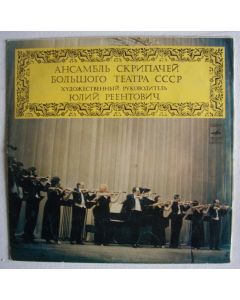 АНСАМБЛЬ СКРИПАЧЕЙ
БОЛЬШОГО ТЕАТРА СССР
ХУДОЖЕСТВЕННЫЙ РУКОВОДИТЕЛЬ
ЮЛИЙ РЕЕНТОВИЧ